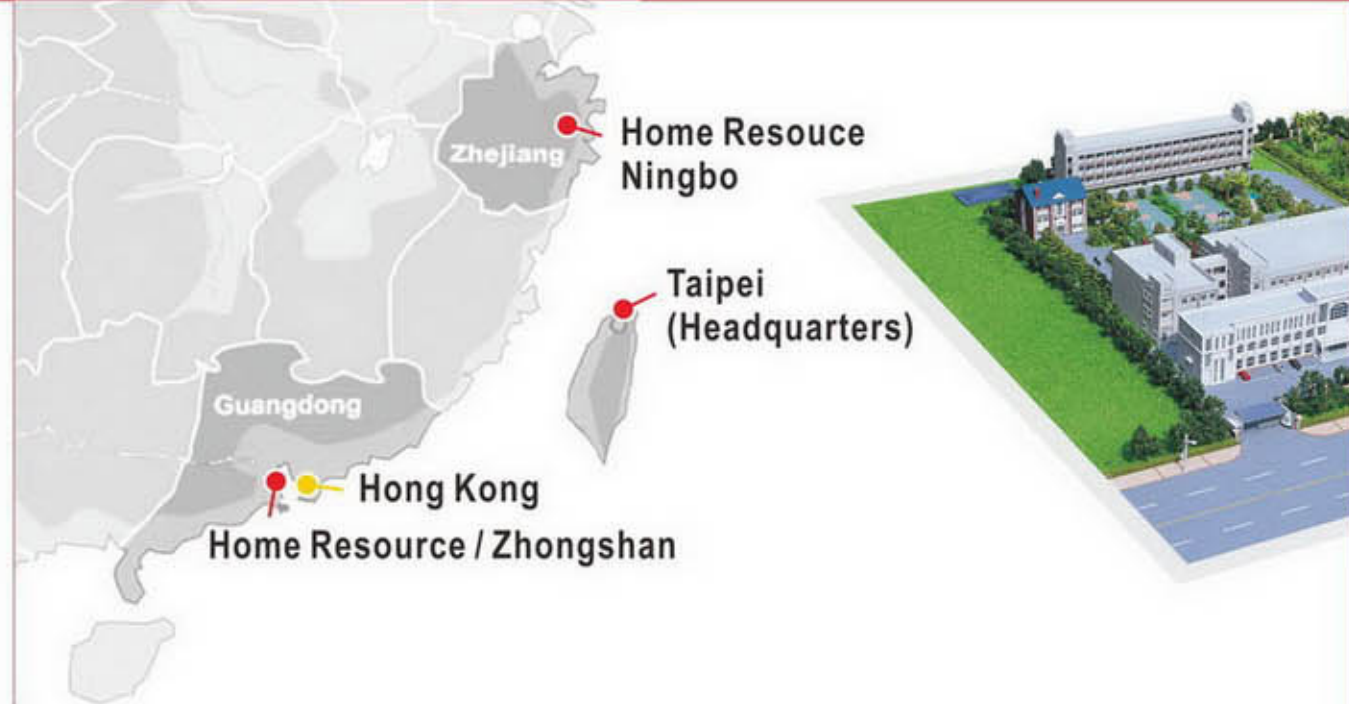 Zhejiang
Home Resouce
Ningbo
Taipei
(Headquarters)
Guangdong
Hong Kong
Home Resource / Zhongshan